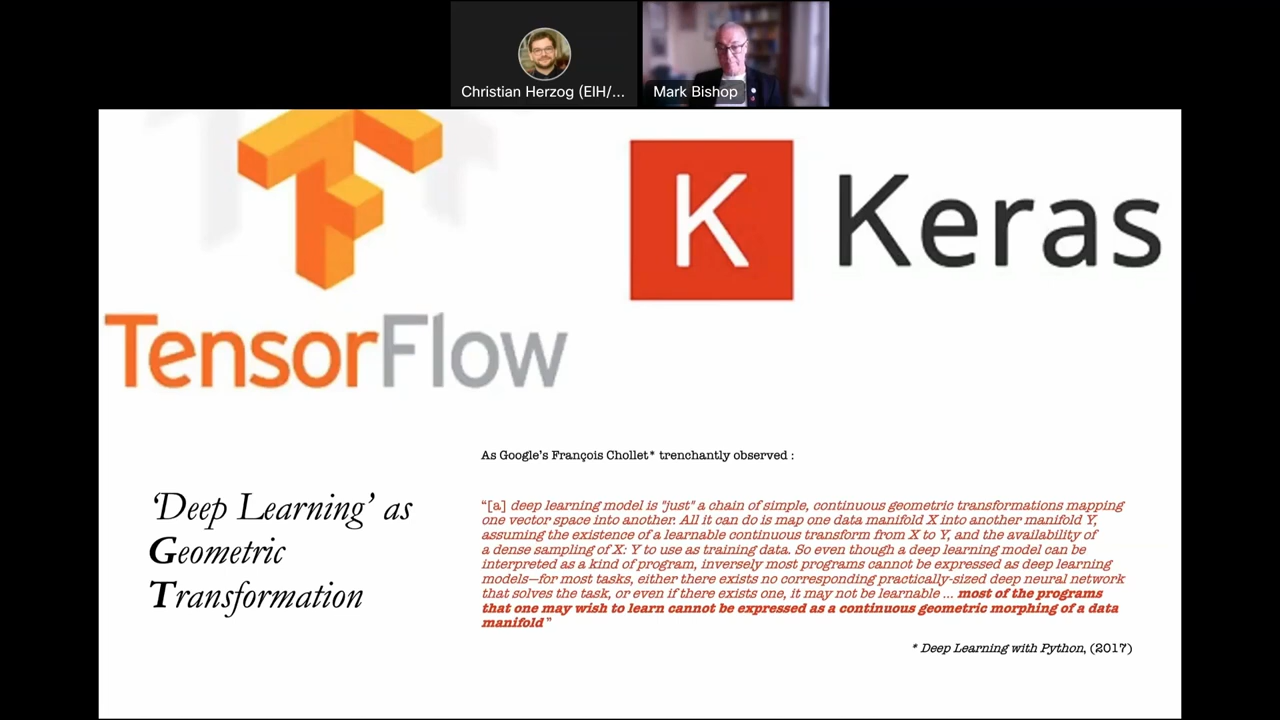 Christian Herzog (EIH/...
Mark Bishop
TensorFlow
K Keras
As Google's François Chollet* trenchantly observed :
'Deep Learning' as
Geometric
Transformation
"[a] deep learning model is "just" a chain of simple, continuous geometric transformations mapping
one vector space into another. All it can do is map one data manifold X into another manifold Y,
assuming the existence of a learnable continuous transform from X to Y, and the availability of
a dense sampling of X: Y to use as training data. So even though a deep learning model can be
interpreted as a kind of program, inversely most programs cannot be expressed as deep learning
models—for most tasks, either there exists no corresponding practically-sized deep neural network
that solves the task, or even if there exists one, it may not be learnable ... most of the programs
that one may wish to learn cannot be expressed as a continuous geometric morphing of a data
manifold"
* Deep Learning with Python, (2017)